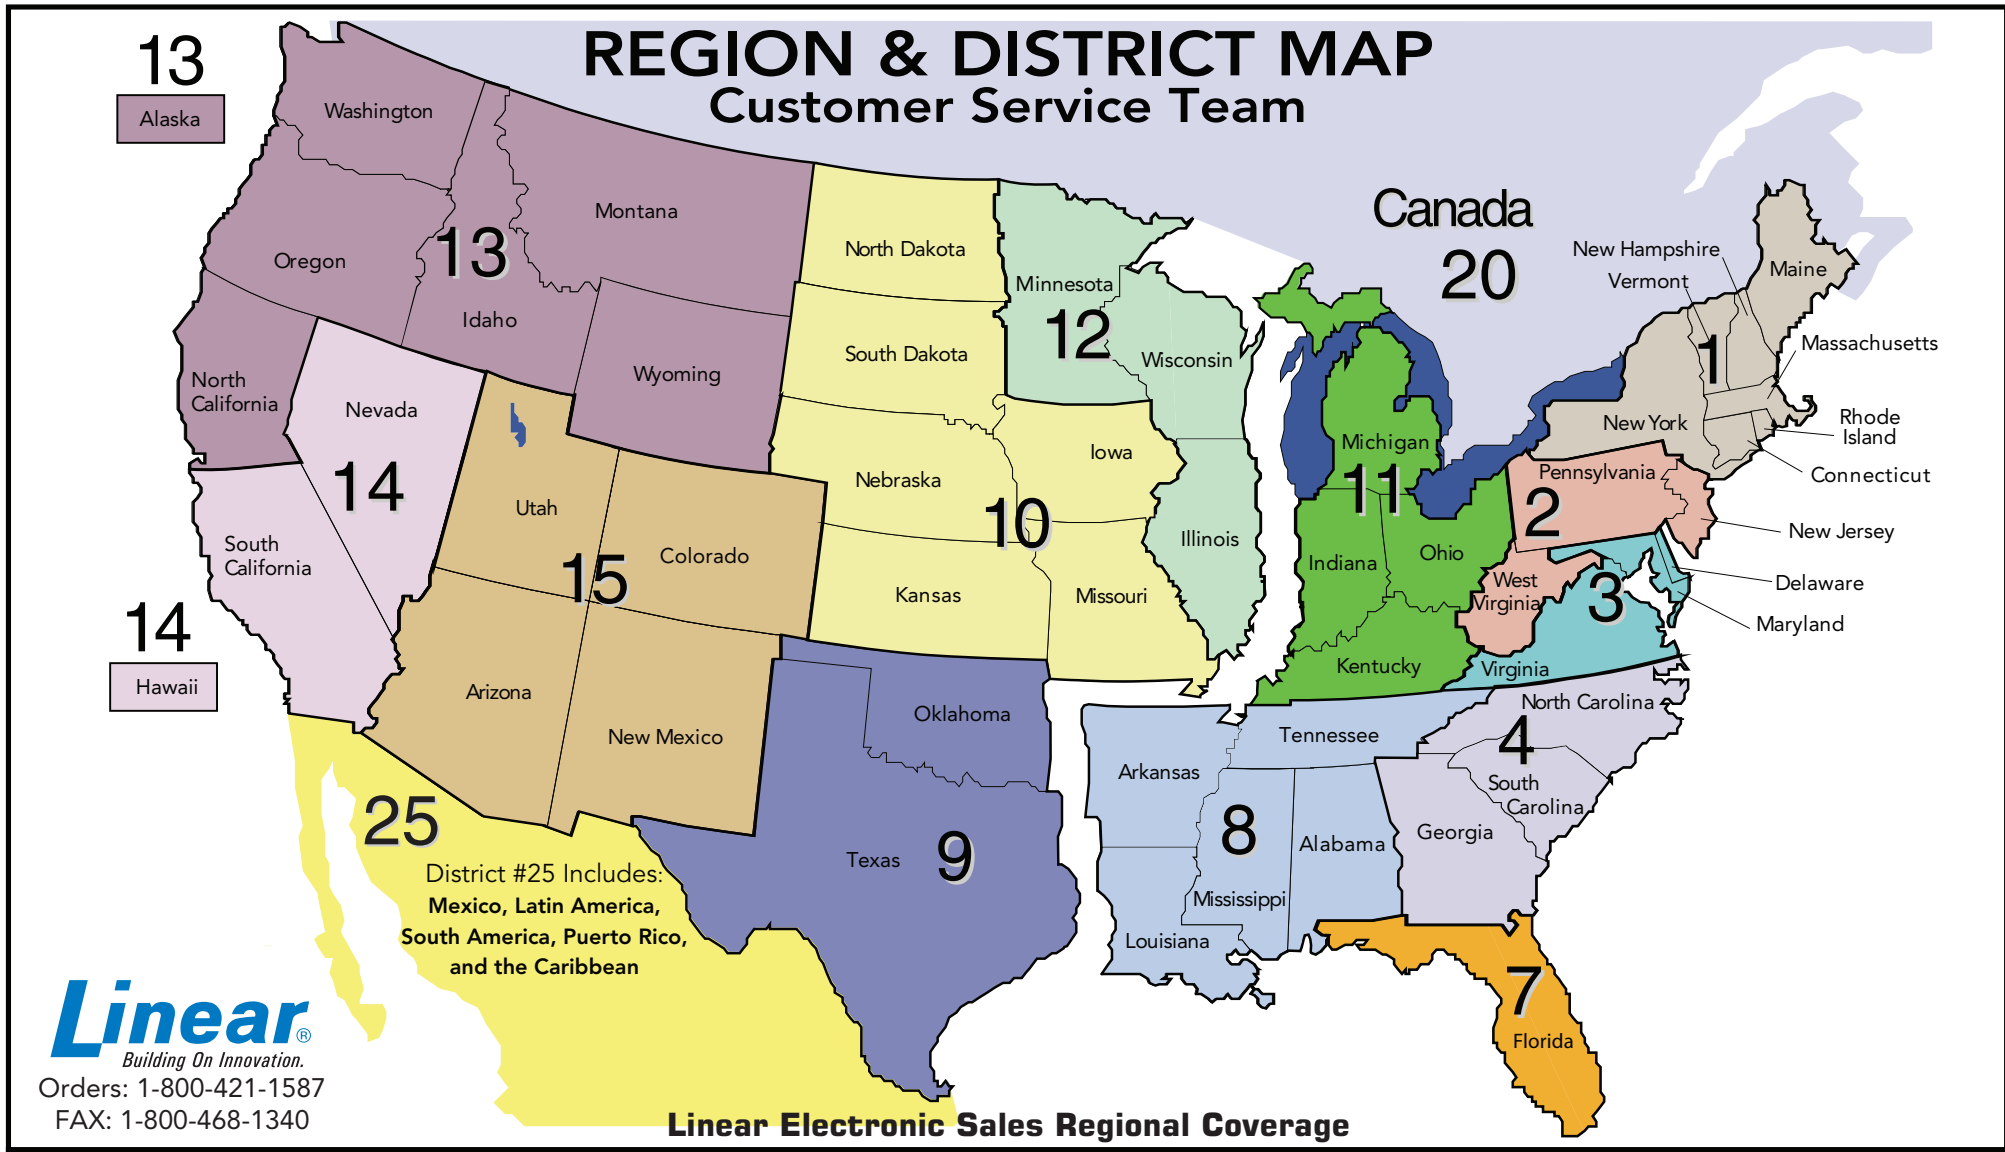 REGION & DISTRICT MAP
Customer Service Team
13
Alaska
Washington
Oregon
13
Idaho
Montana
Wyoming
North
California
Nevada
14
South
California
14
Hawaii
Utah
15
Colorado
Arizona
New Mexico
North Dakota
South Dakota
Nebraska
10
Iowa
Kansas
Missouri
Minnesota
12
Wisconsin
Illinois
Canada
20
Michigan
11
Indiana
Ohio
Kentucky
New Hampshire
Vermont
Maine
1
Massachusetts
New York
Rhode
Island
Connecticut
Pennsylvania
2
New Jersey
West
Virginia
3
Delaware
Maryland
Virginia
North Carolina
4
South
Carolina
Georgia
Tennessee
Arkansas
8
Alabama
Mississippi
Louisiana
Oklahoma
Texas
9
7
Florida
25
District #25 Includes:
Mexico, Latin America,
South America, Puerto Rico,
and the Caribbean
Linear®
Building On Innovation.
Orders: 1-800-421-1587
FAX: 1-800-468-1340
Linear Electronic Sales Regional Coverage